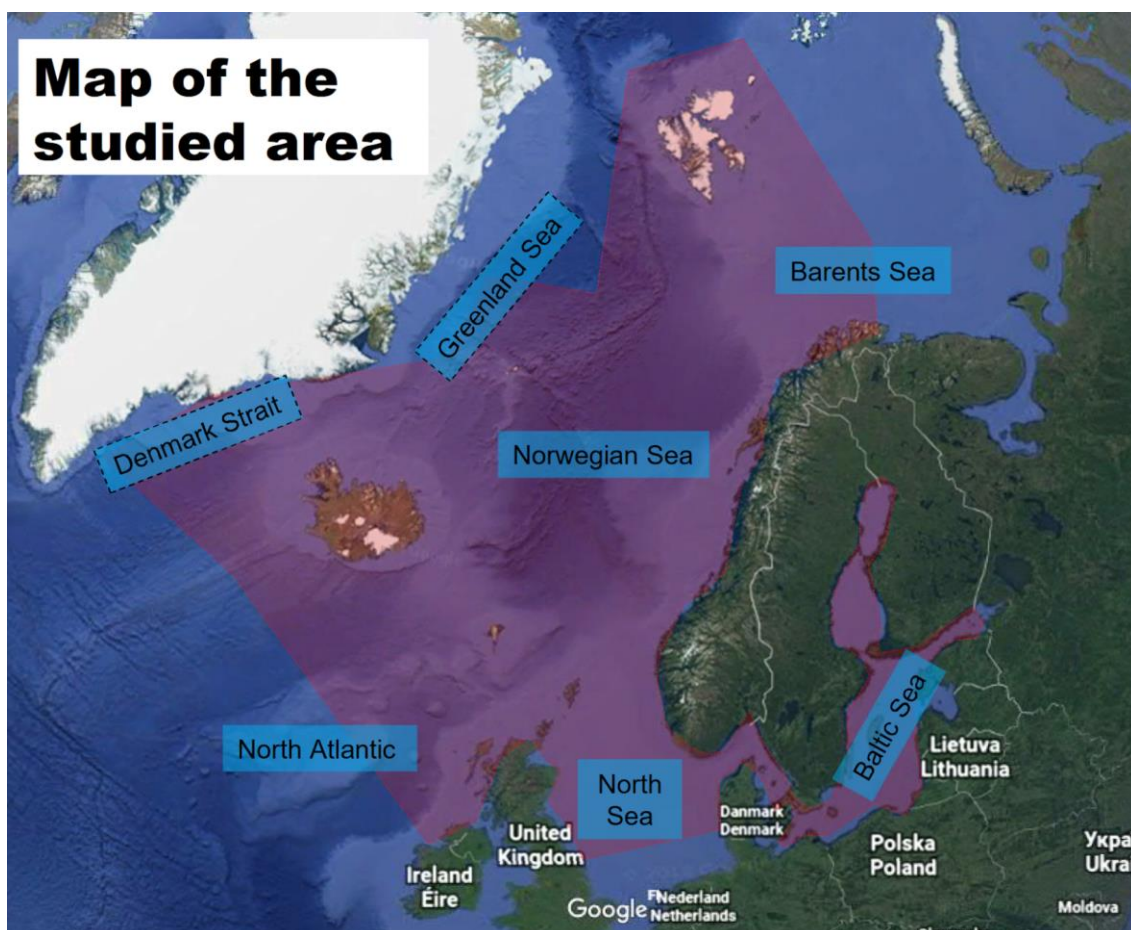 Map of the
studied area
Greenland Sea
Barents Sea
Denmark Strait
Norwegian Sea
North Atlantic
North
Sea
Baltic Sea
Lietuva
Lithuania
Danmark
Denmark
United
Kingdom
Polska
Poland
Укра
Ukra
Ireland
Éire
Google
Nederland
Netherlands
Moldova